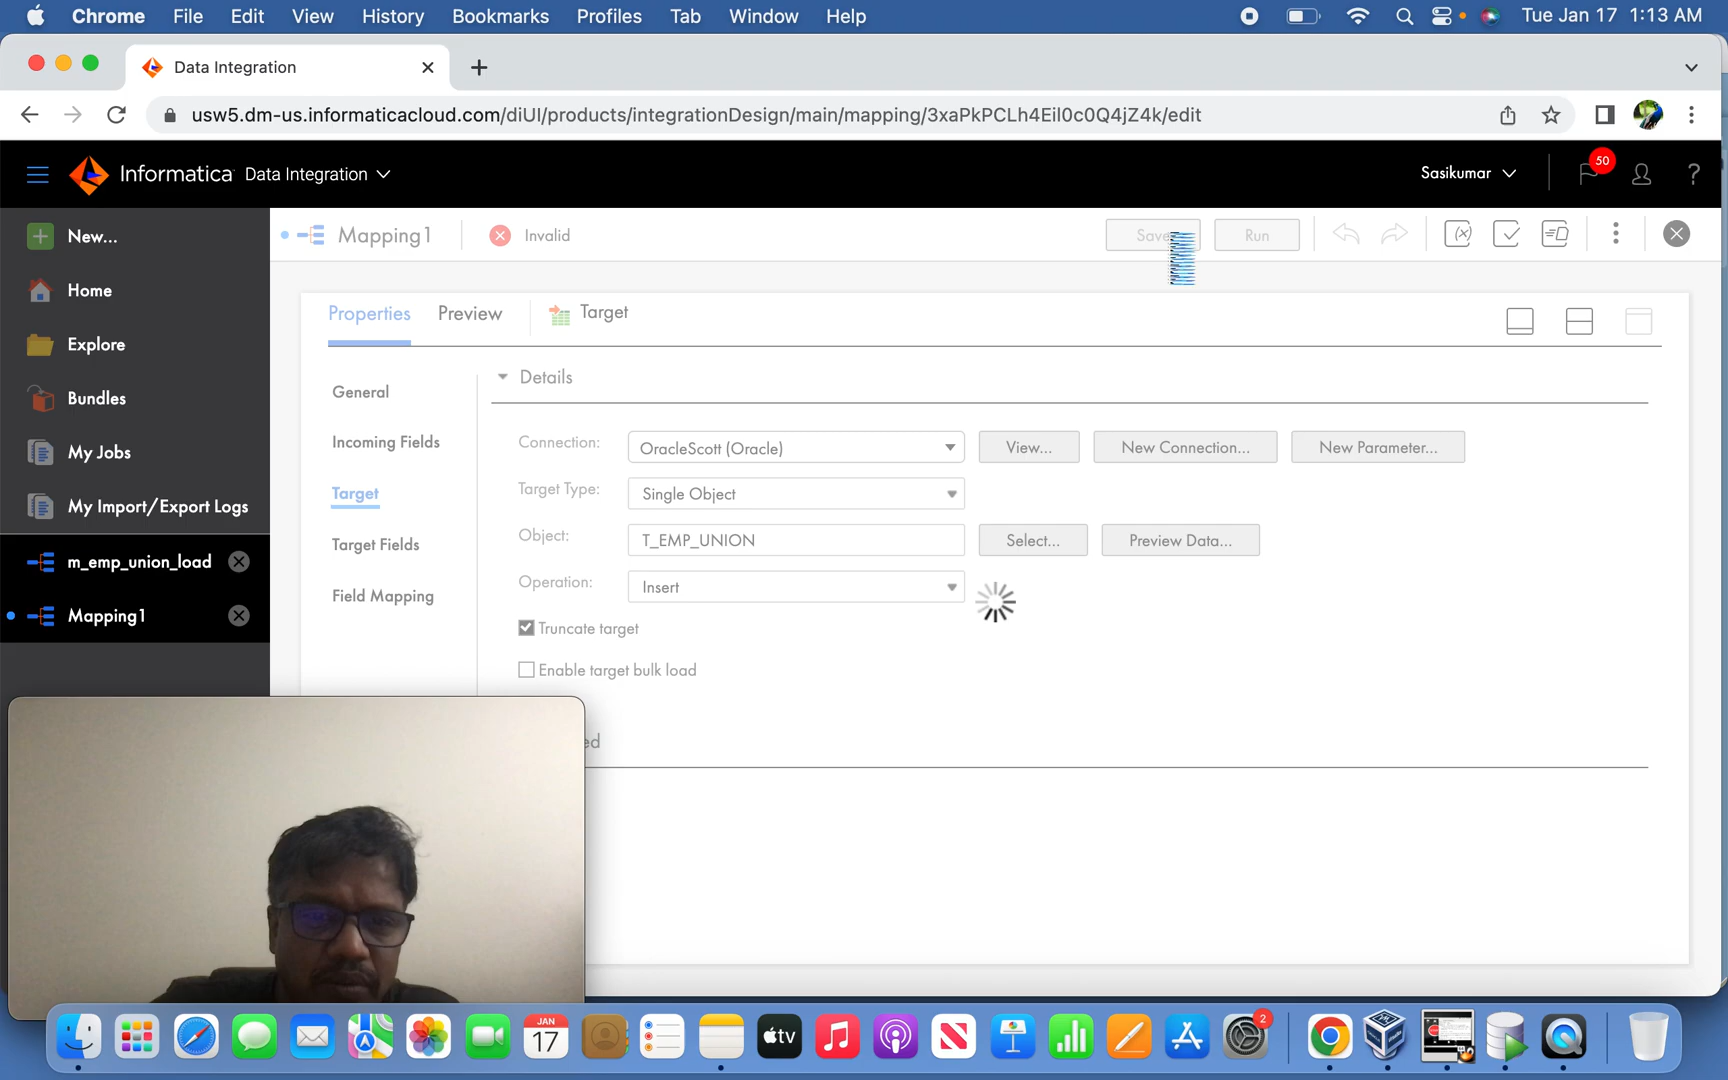 Chrome File Edit View History Bookmarks Profiles Tab Window Help Tue Jan 17 1:13 AM
Data Integration
usw5.dm-us.informaticacloud.com/diUI/products/integrationDesign/main/mapping/3xaPkPCLh4Eil0c0Q4jZ4k/edit
Informatica Data Integration Sasikumar 50 ?
New...
Home
Explore
Bundles
My Jobs
My Import/Export Logs
m_emp_union_load
Mapping1
Mapping1 Invalid Save Run
Properties Preview Target
General
Incoming Fields
Target
Target Fields
Field Mapping
Details
Connection: OracleScott (Oracle) View... New Connection... New Parameter...
Target Type: Single Object
Object: T_EMP_UNION Select... Preview Data...
Operation: Insert
Truncate target
Enable target bulk load
JAN
17
tv
2